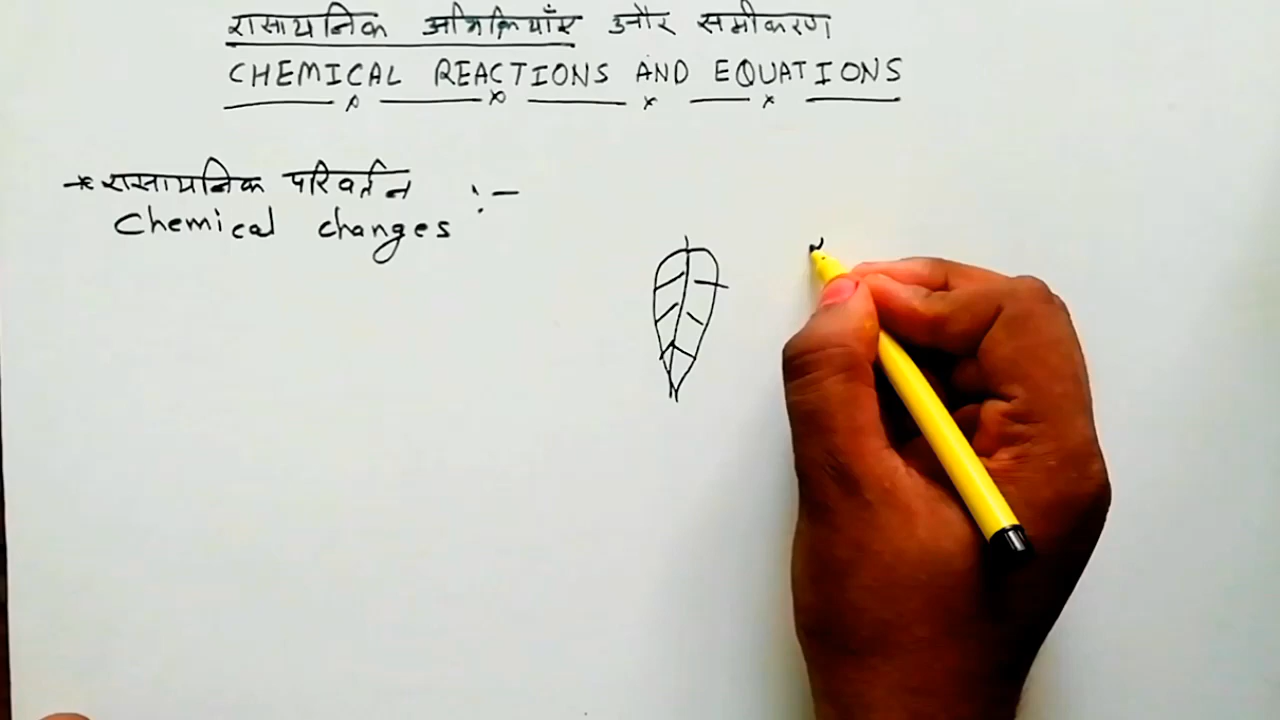 रासायनिक अभिक्रियाँए और समीकरण
CHEMICAL REACTIONS AND EQUATIONS
* रासायनिक परिवर्तन :-
Chemical changes